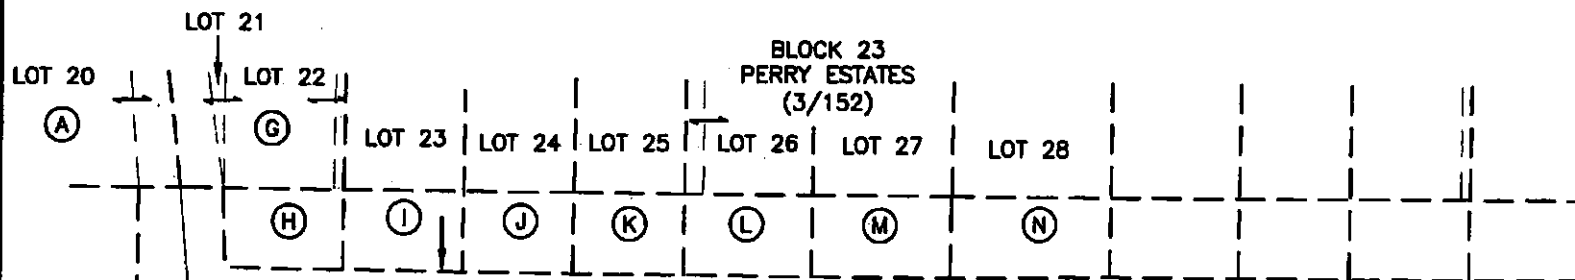 LOT 21
BLOCK 23
PERRY ESTATES
(3/152)
LOT 20
LOT 22
A
G
LOT 23
LOT 24
LOT 25
LOT 26
LOT 27
LOT 28
H
I
J
K
L
M
N